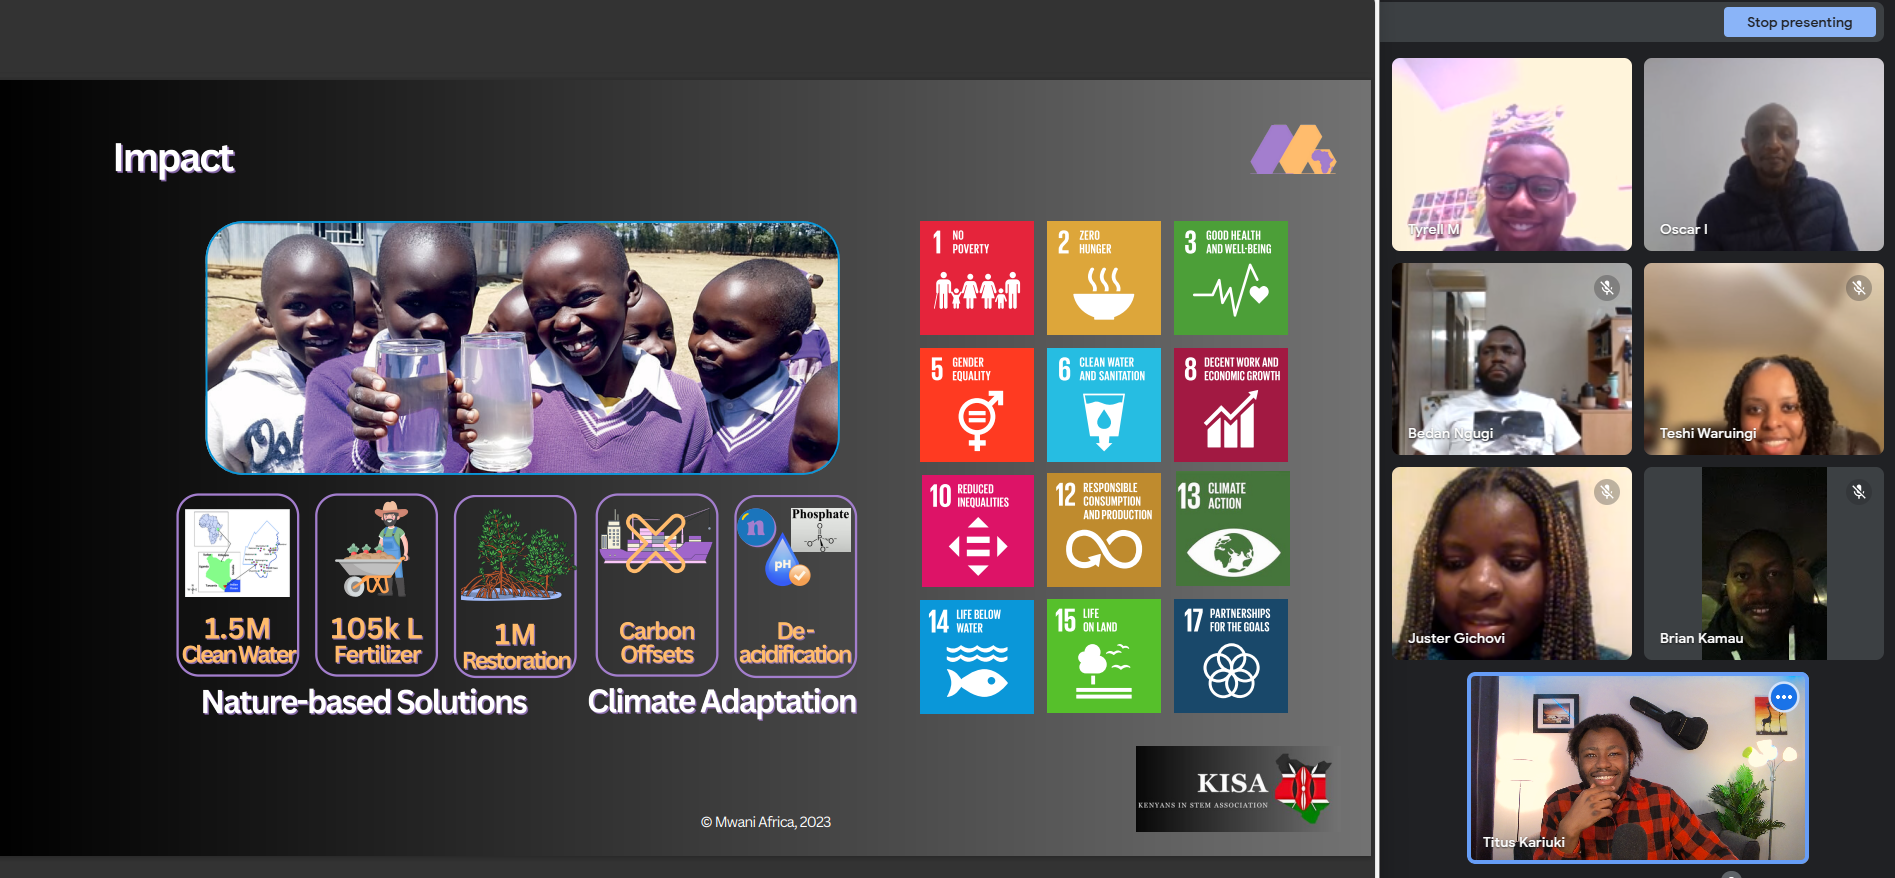 Stop presenting
Impact
1 NO
POVERTY
2 ZERO
HUNGER
3 GOOD HEALTH
AND WELL-BEING
5 GENDER
EQUALITY
6 CLEAN WATER
AND SANITATION
8 DECENT WORK AND
ECONOMIC GROWTH
10 REDUCED
INEQUALITIES
12 RESPONSIBLE
CONSUMPTION
AND PRODUCTION
13 CLIMATE
ACTION
14 LIFE BELOW
WATER
15 LIFE
ON LAND
17 PARTNERSHIPS
FOR THE GOALS
1.5M
Clean Water
105k L
Fertilizer
1M
Restoration
Carbon
Offsets
n
Phosphate
pH
De-
acidification
Nature-based Solutions
Climate Adaptation
KISA
KENYANS IN STEM ASSOCIATION
© Mwani Africa, 2023
Tyrell M
Oscar I
Bedan Ngugi
Teshi Waruingi
Juster Gichovi
Brian Kamau
Titus Kariuki